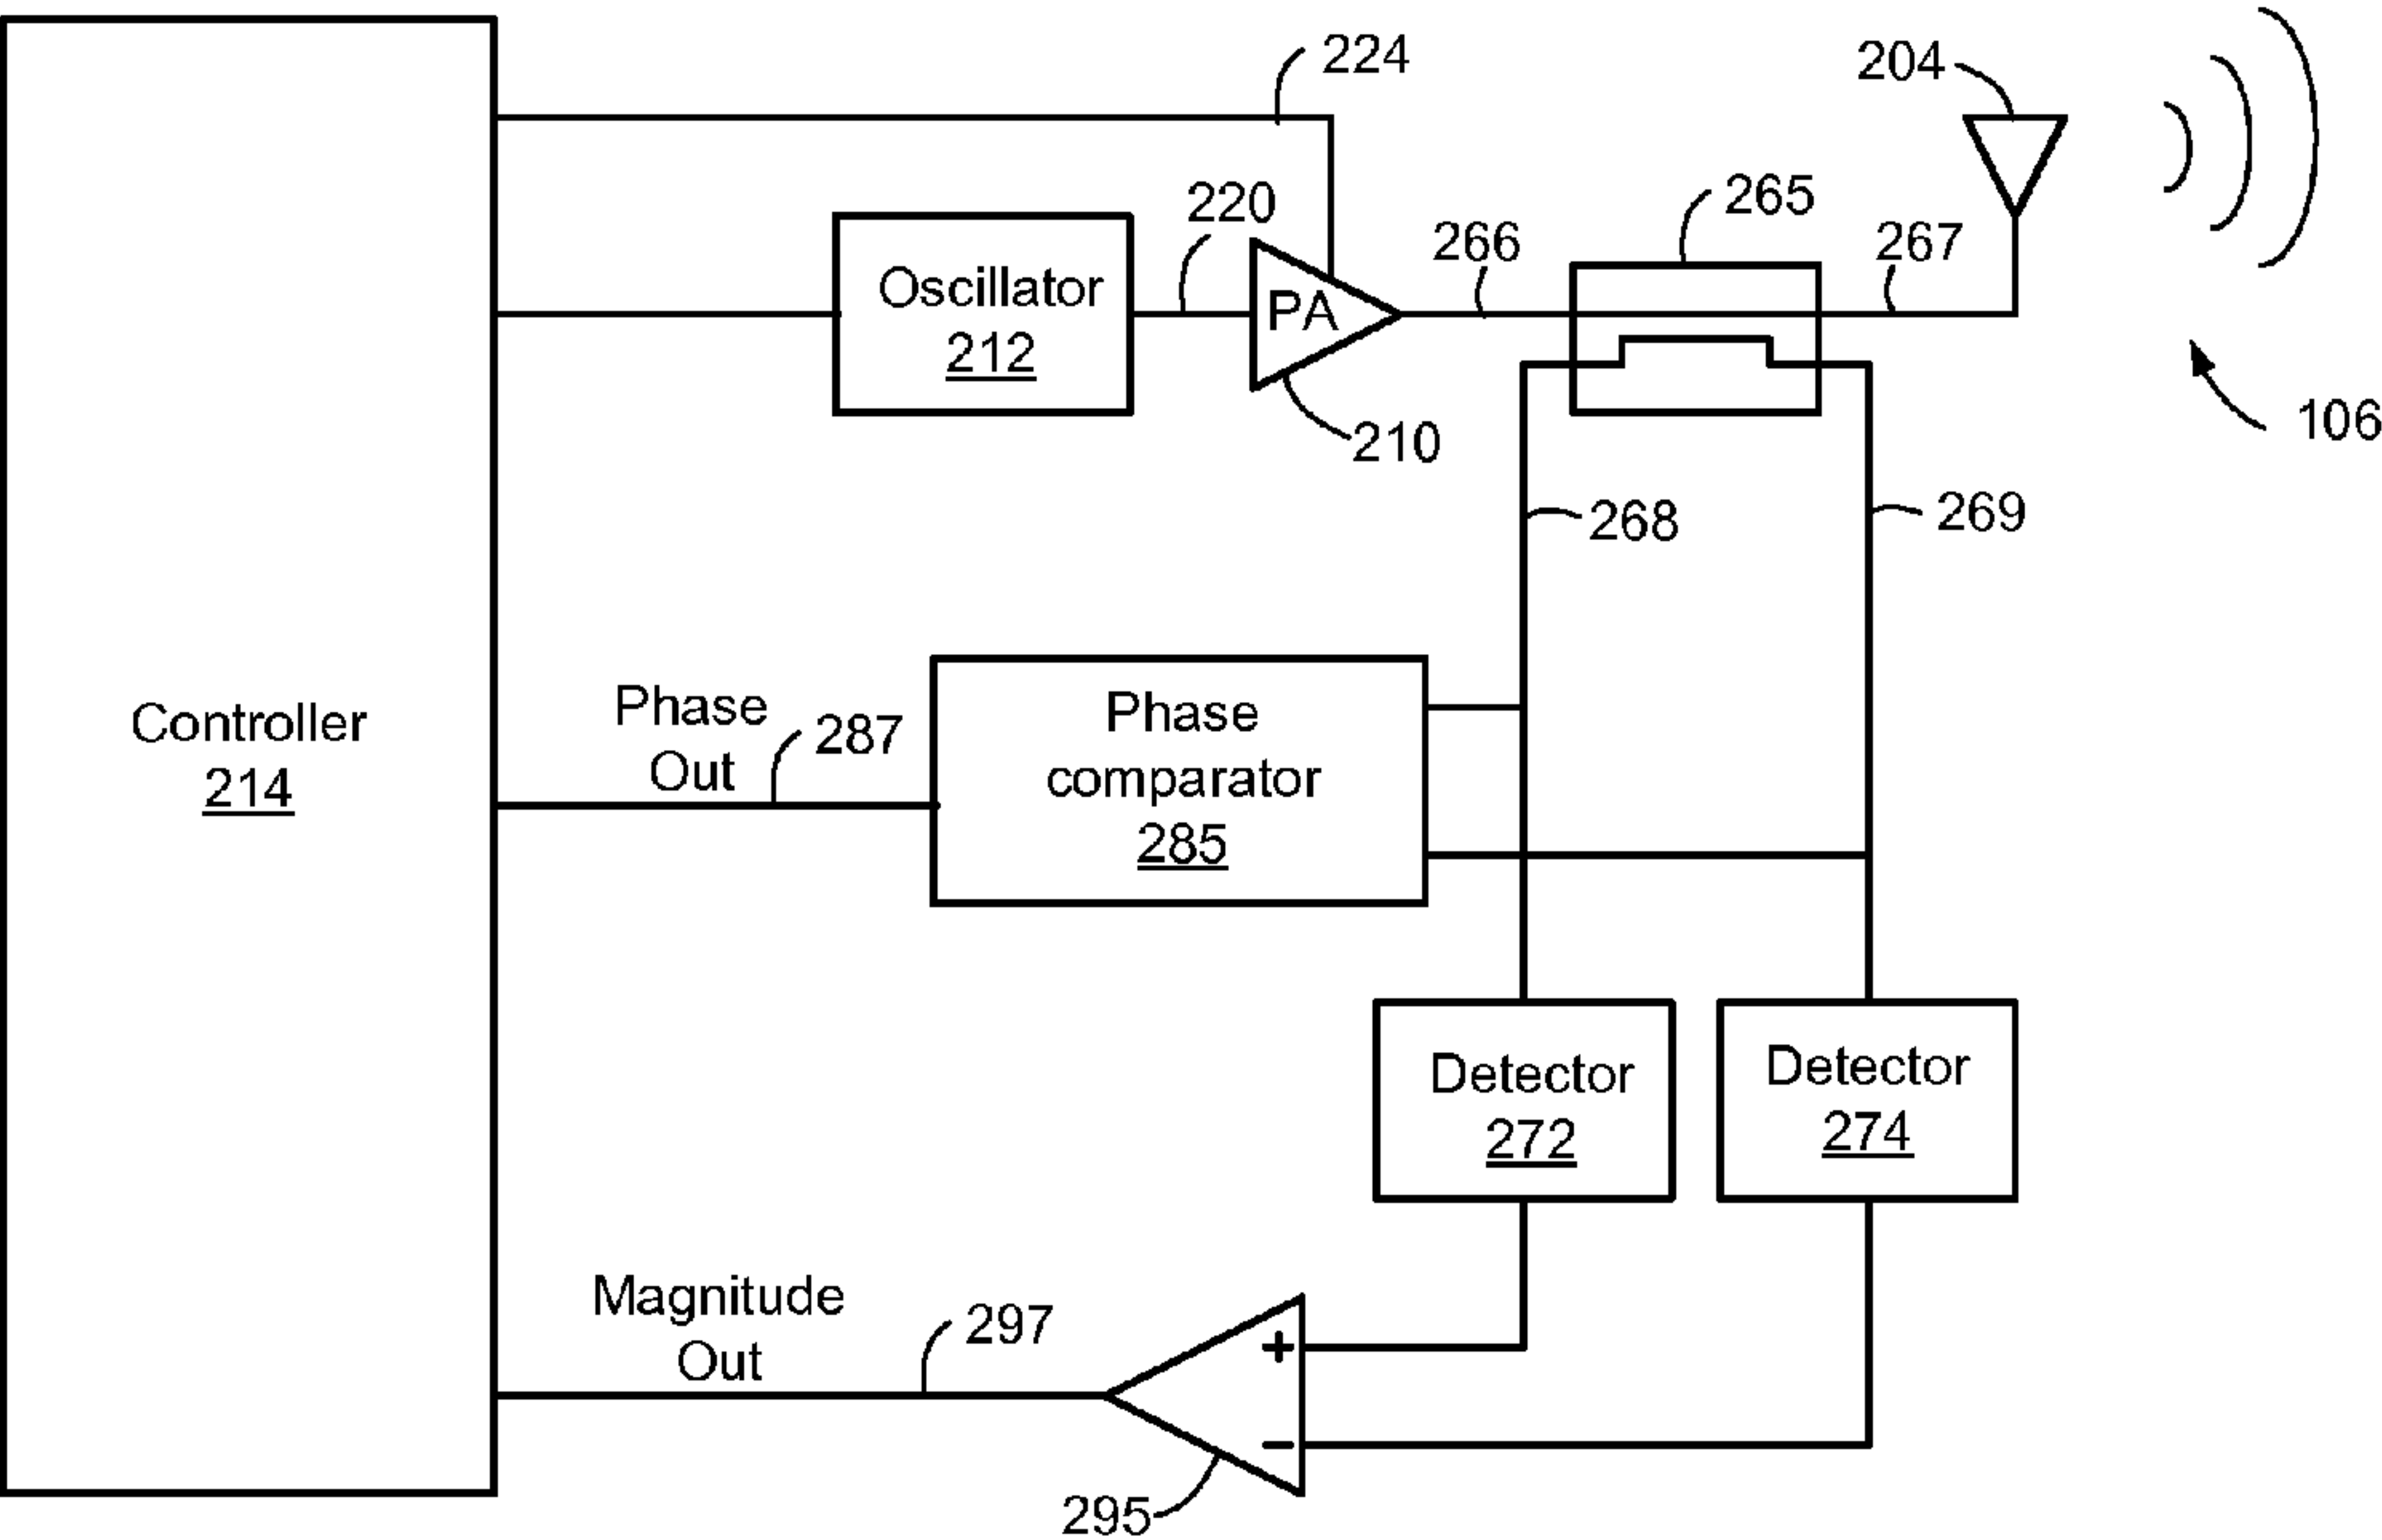 224
204
220
265
266
267
Oscillator
212
PA
210
106
268
269
Controller
214
Phase
Out
287
Phase
comparator
285
Detector
272
Detector
274
Magnitude
Out
297
+
−
295